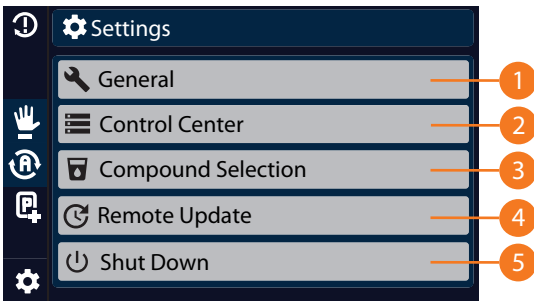 Settings
General
1
Control Center
2
Compound Selection
3
Remote Update
4
Shut Down
5
A
P